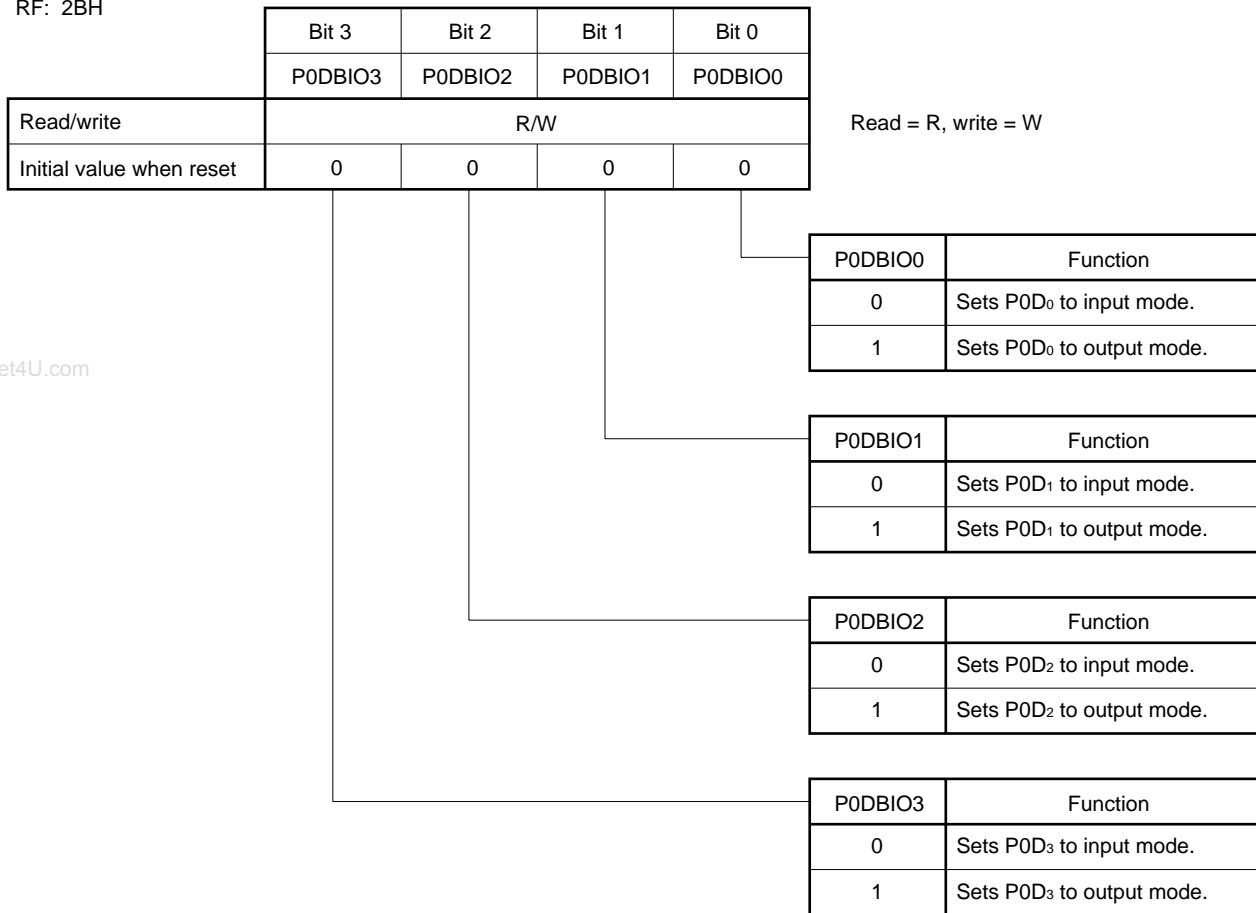 RF: 2BH
Bit 3 Bit 2 Bit 1 Bit 0
P0DBIO3 P0DBIO2 P0DBIO1 P0DBIO0
Read/write R/W Read = R, write = W
Initial value when reset 0 0 0 0
P0DBIO0 Function
0 Sets P0D₀ to input mode.
1 Sets P0D₀ to output mode.
et4U.com
P0DBIO1 Function
0 Sets P0D₁ to input mode.
1 Sets P0D₁ to output mode.
P0DBIO2 Function
0 Sets P0D₂ to input mode.
1 Sets P0D₂ to output mode.
P0DBIO3 Function
0 Sets P0D₃ to input mode.
1 Sets P0D₃ to output mode.